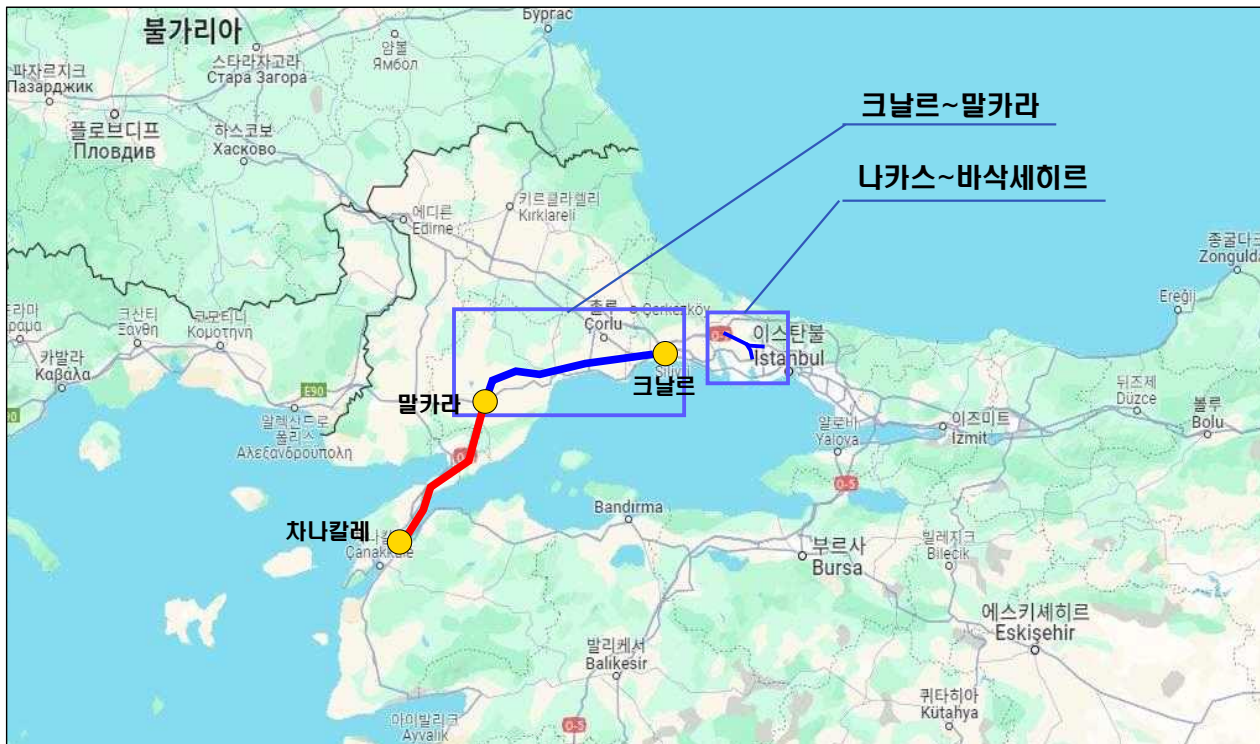 불가리아
Бургас
얌볼
Ямбол
스타라자고라
Стара Загора
파자르지크
Пазарджик
플로브디프
Пловдив
하스코보
Хасково
크날르~말카라
나카스~바삭세히르
키르클라렐리
Kırklareli
에디른
Edirne
종굴다크
Zongulda
Ereğli
크산티
Ξάνθη
코모티니
Κομοτηνή
카발라
Καβάλα
E90
알렉산드로
폴리스
Αλεξανδρούπολη
촐루
Çorlu
Çerkezköy
이스탄불
Istanbul
크날르
말카라
얄로바
Yalova
이즈미트
İzmit
뒤즈제
Düzce
볼루
Bolu
O-5
차나칼레
Çanakkale
Bandırma
부르사
Bursa
빌레지크
Bilecik
에스키셰히르
Eskişehir
발리케서
Balıkesir
퀴타히아
Kütahya
아이발리크
Ayvalık
O-5